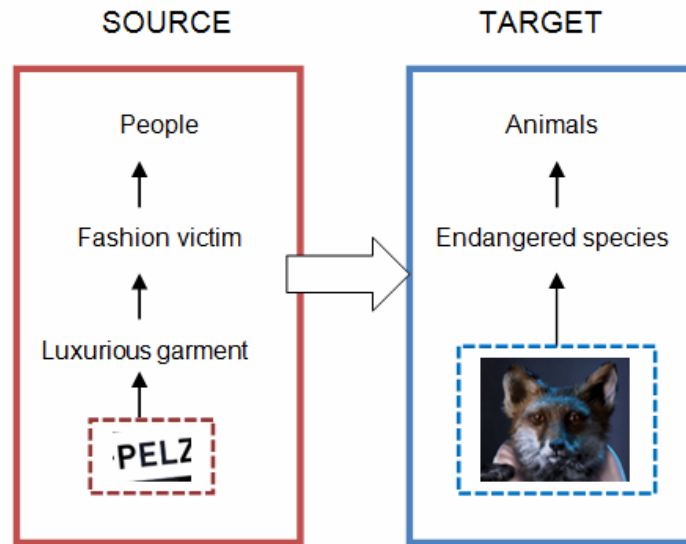 SOURCE
TARGET
People
Fashion victim
Luxurious garment
PELZ
Animals
Endangered species